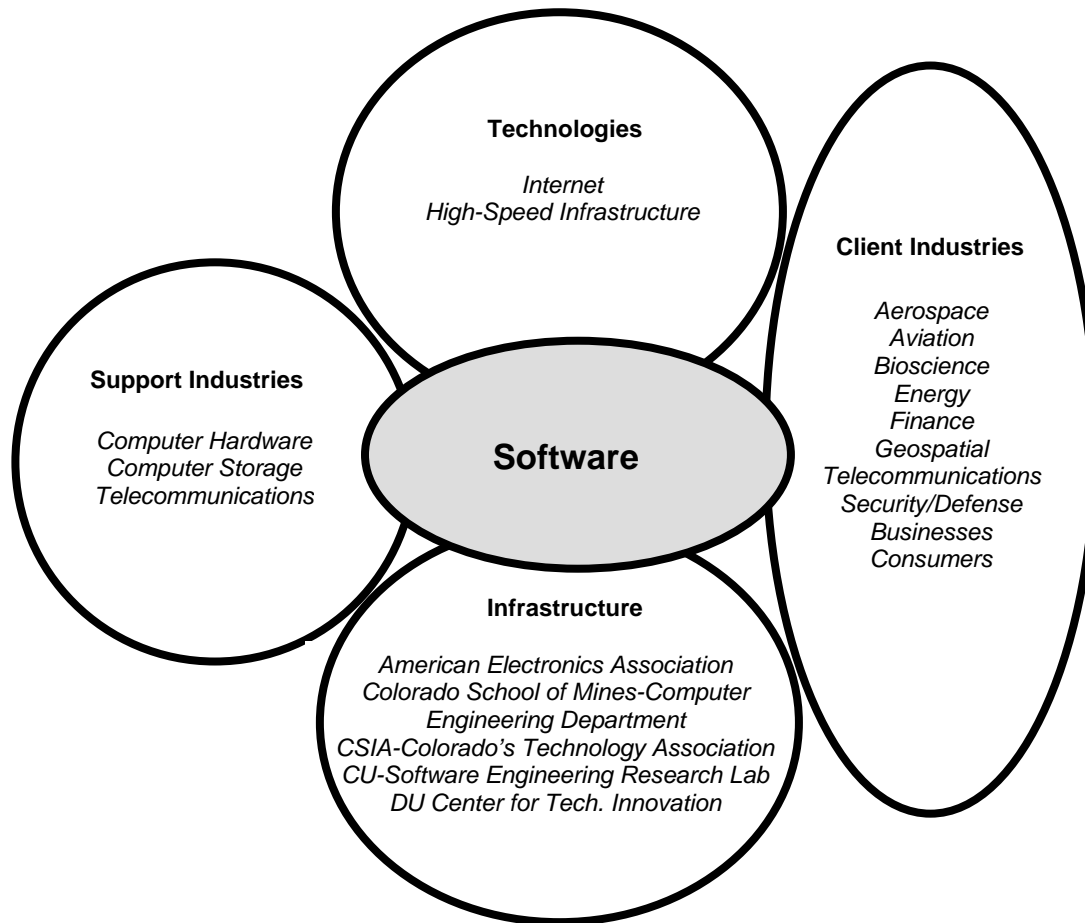 Technologies
Internet
High-Speed Infrastructure
Client Industries
Aerospace
Aviation
Bioscience
Energy
Finance
Geospatial
Telecommunications
Security/Defense
Businesses
Consumers
Support Industries
Computer Hardware
Computer Storage
Telecommunications
Software
Infrastructure
American Electronics Association
Colorado School of Mines-Computer
Engineering Department
CSIA-Colorado’s Technology Association
CU-Software Engineering Research Lab
DU Center for Tech. Innovation